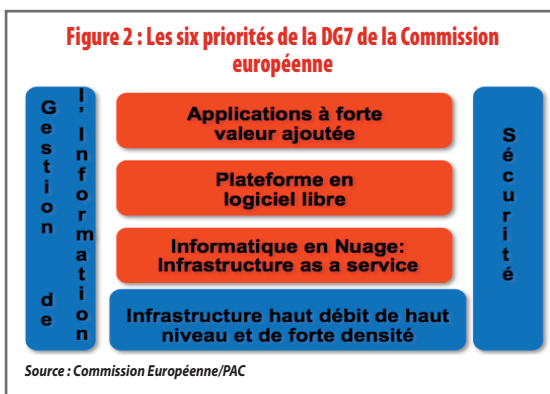 Figure 2 : Les six priorités de la DG7 de la Commission
européenne
Gestion de
l'Information
Applications à forte
valeur ajoutée
Plateforme en
logiciel libre
Informatique en Nuage:
Infrastructure as a service
Infrastructure haut débit de haut
niveau et de forte densité
Sécurité
Source : Commission Européenne/PAC